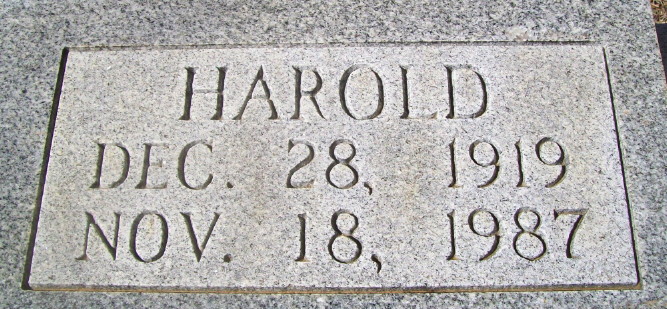 HAROLD
DEC. 28, 1919
NOV. 18, 1987